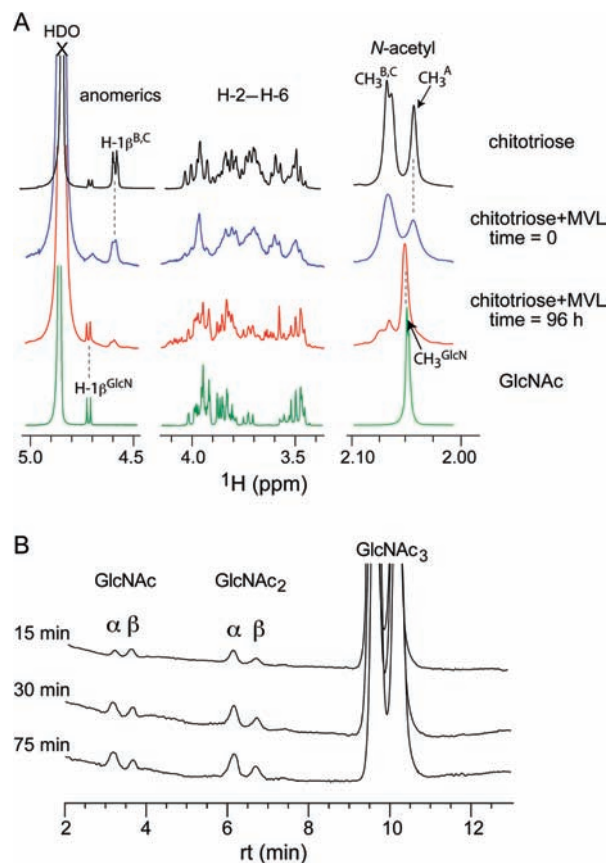 A
HDO
X
anomerics
H-1β^B,C
H-2–H-6
N-acetyl
CH3^B,C
CH3^A
chitotriose
chitotriose+MVL
time = 0
chitotriose+MVL
time = 96 h
CH3^GlcN
H-1β^GlcN
GlcNAc
5.0 4.5 4.0 3.5 2.10 2.00
1H (ppm)
B
GlcNAc GlcNAc2 GlcNAc3
α β α β
15 min
30 min
75 min
2 4 6 8 10 12
rt (min)